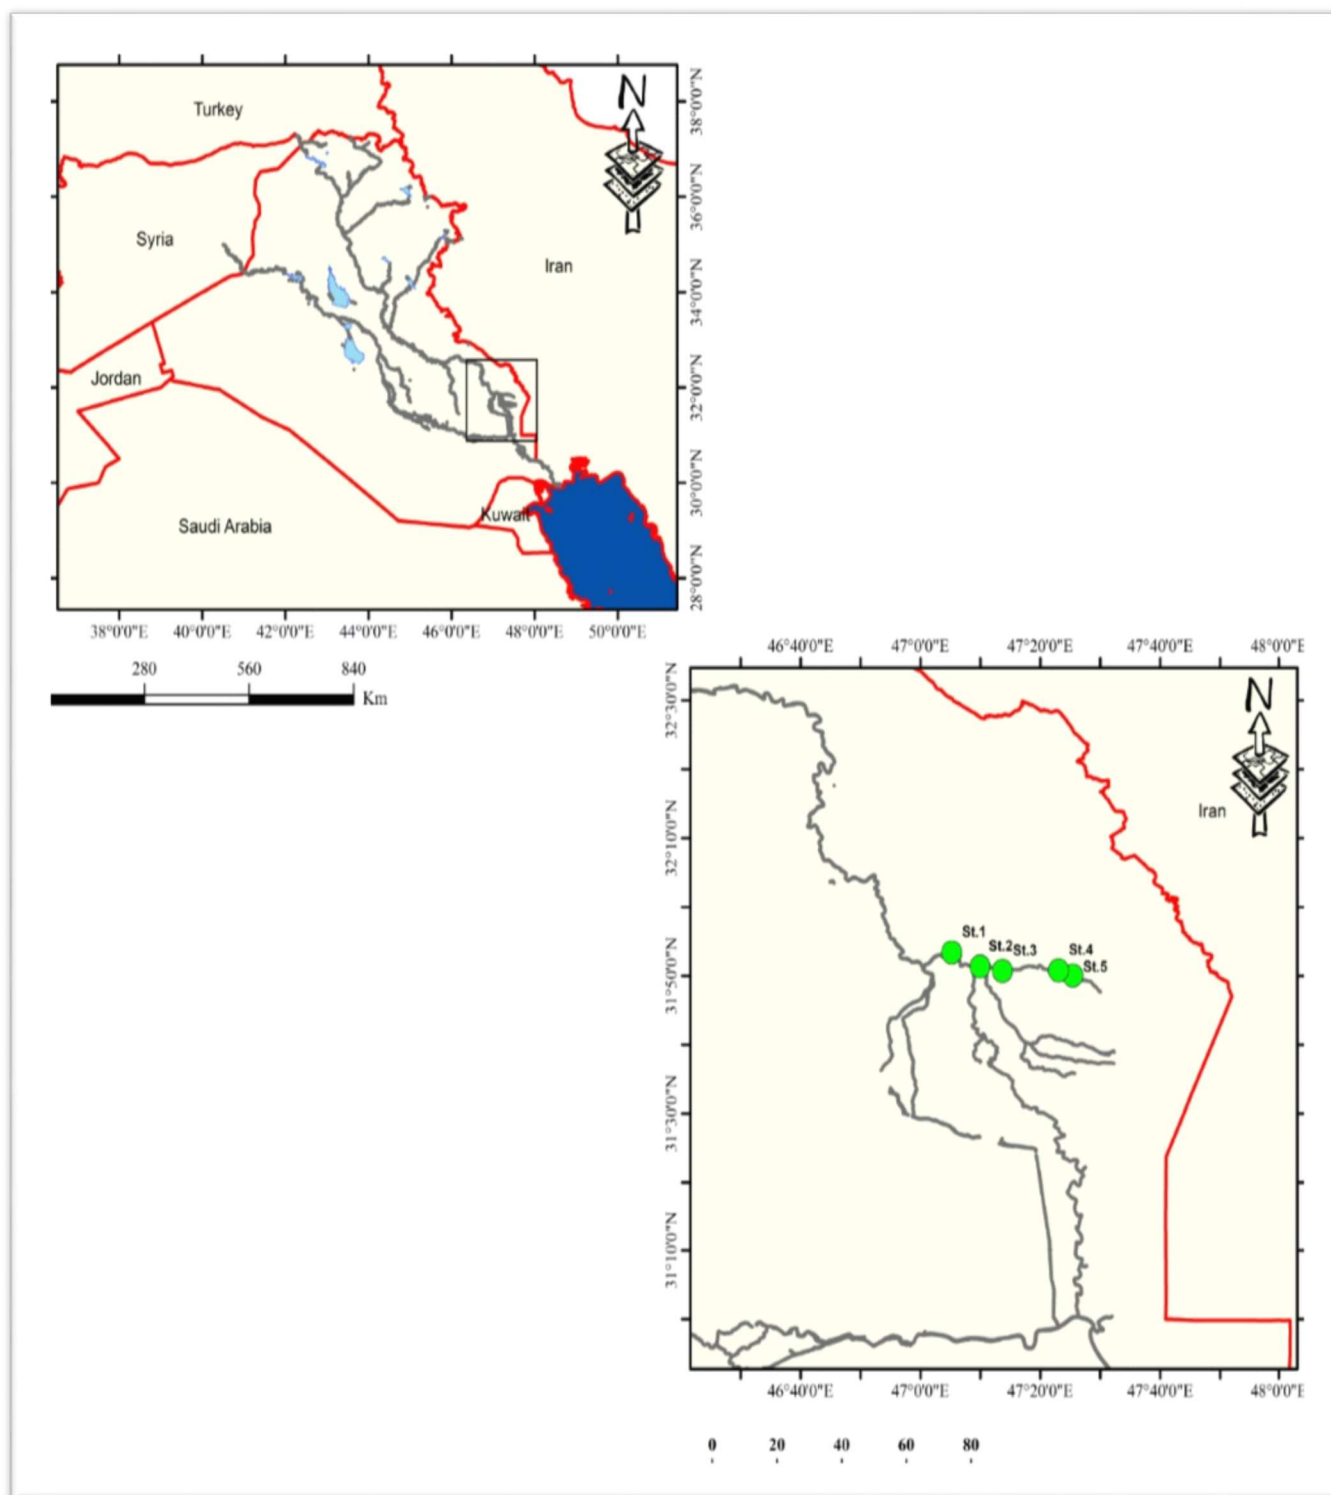 N
Turkey
Syria
Iran
Jordan
Saudi Arabia
Kuwait
38°0'0"N
36°0'0"N
34°0'0"N
32°0'0"N
30°0'0"N
28°0'0"N
38°0'0"E 40°0'0"E 42°0'0"E 44°0'0"E 46°0'0"E 48°0'0"E 50°0'0"E
280 560 840
Km
46°40'0"E 47°0'0"E 47°20'0"E 47°40'0"E 48°0'0"E
N
Iran
32°30'0"N
32°10'0"N
31°50'0"N
31°30'0"N
31°10'0"N
St.1
St.2 St.3 St.4
St.5
46°40'0"E 47°0'0"E 47°20'0"E 47°40'0"E 48°0'0"E
0 20 40 60 80